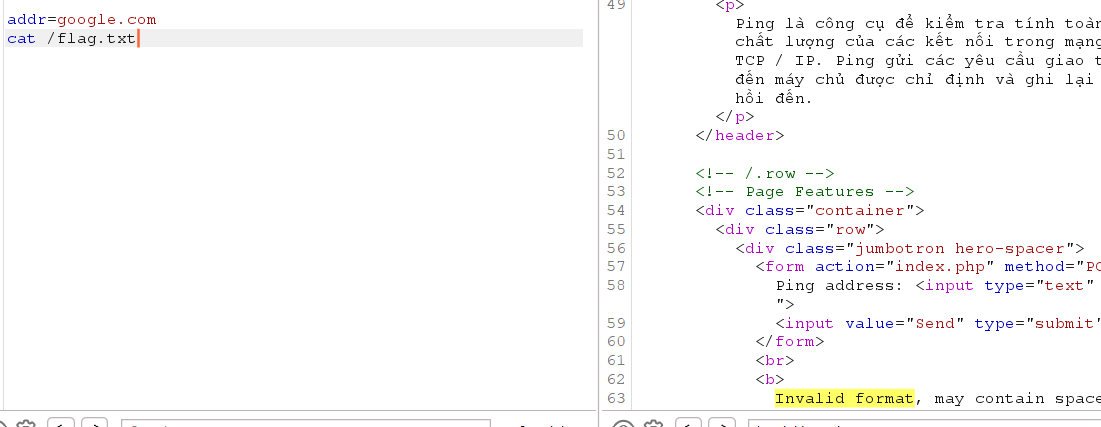 addr=google.com
cat /flag.txt
49 <p>
Ping là công cụ để kiểm tra tính toàn
chất lượng của các kết nối trong mạng
TCP / IP. Ping gửi các yêu cầu giao t
đến máy chủ được chỉ định và ghi lại
hồi đến.
</p>
50 </header>
51
52 <!-- /.row -->
53 <!-- Page Features -->
54 <div class="container">
55 <div class="row">
56 <div class="jumbotron hero-spacer">
57 <form action="index.php" method="PO
58 Ping address: <input type="text"
">
59 <input value="Send" type="submit"
60 </form>
61 <br>
62 <b>
63 Invalid format, may contain space